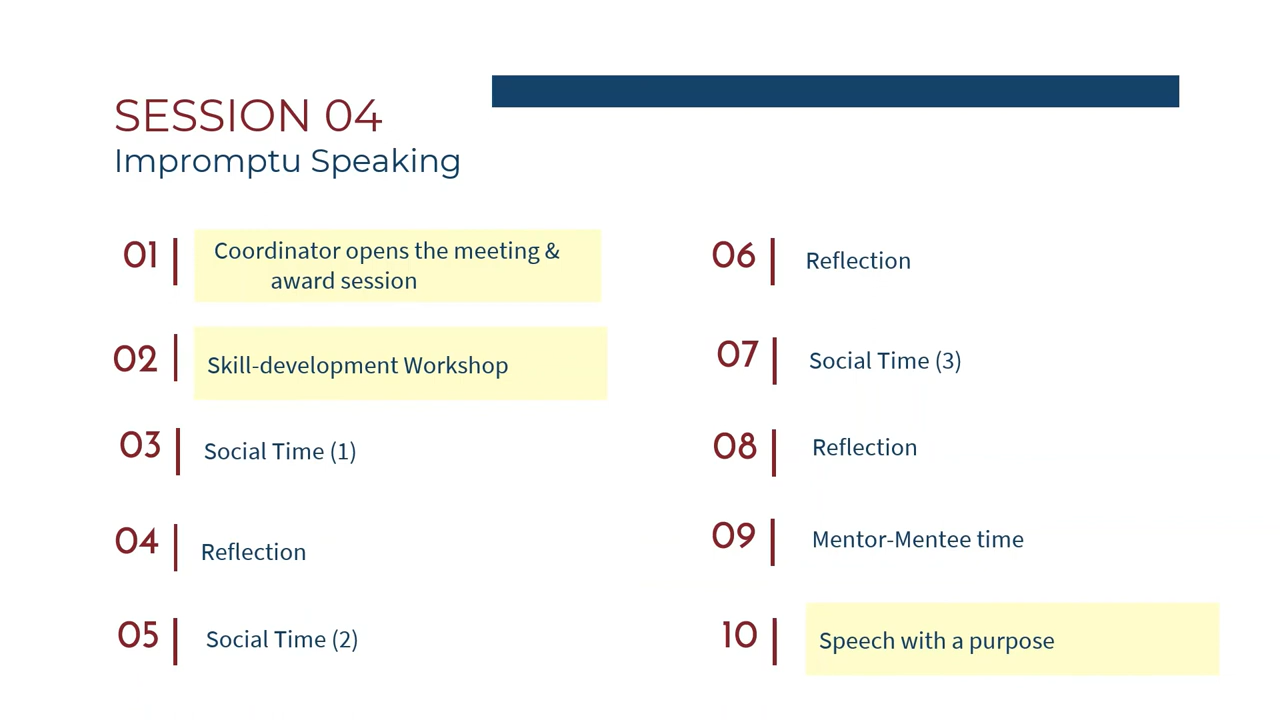 SESSION 04
Impromptu Speaking
01
Coordinator opens the meeting &
award session
02
Skill-development Workshop
03
Social Time (1)
04
Reflection
05
Social Time (2)
06
Reflection
07
Social Time (3)
08
Reflection
09
Mentor-Mentee time
10
Speech with a purpose